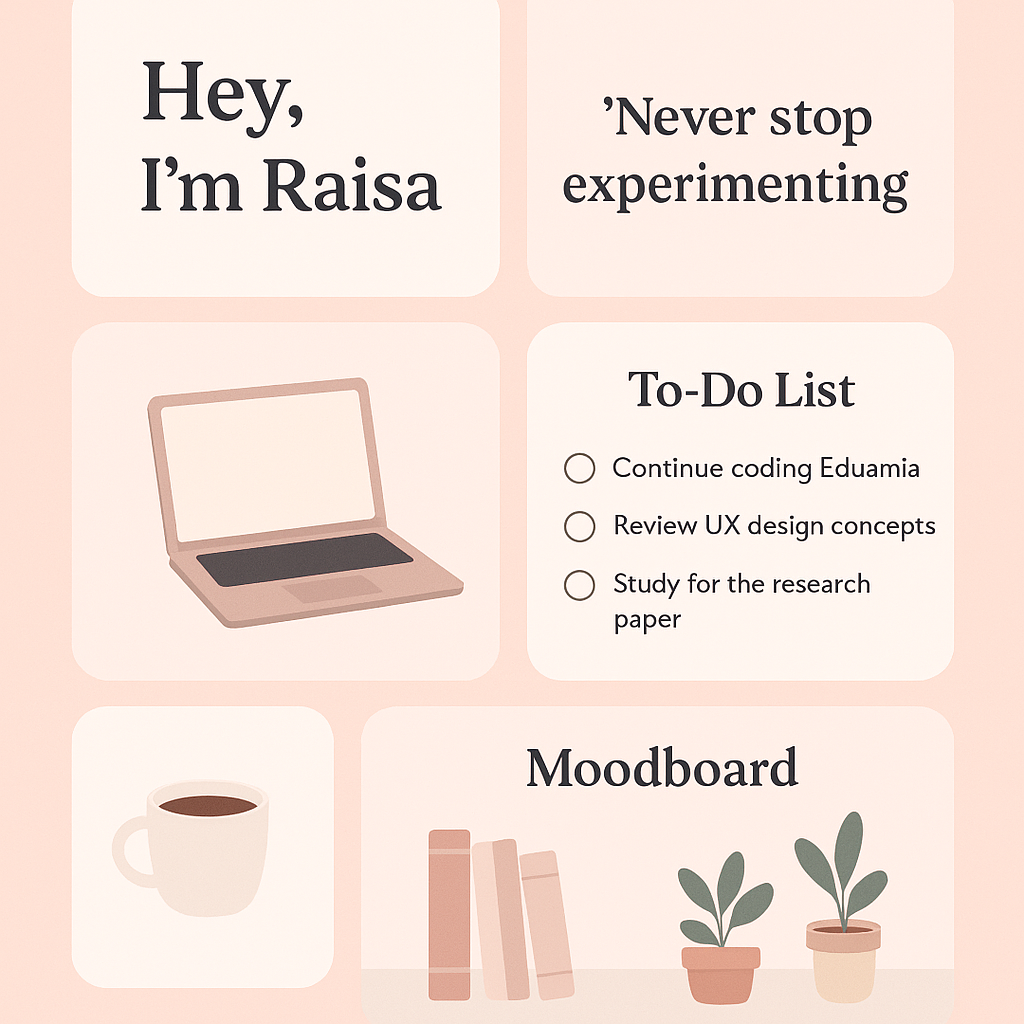 Hey,
I’m Raisa
’Never stop
experimenting
To-Do List
Continue coding Eduamia
Review UX design concepts
Study for the research
paper
Moodboard